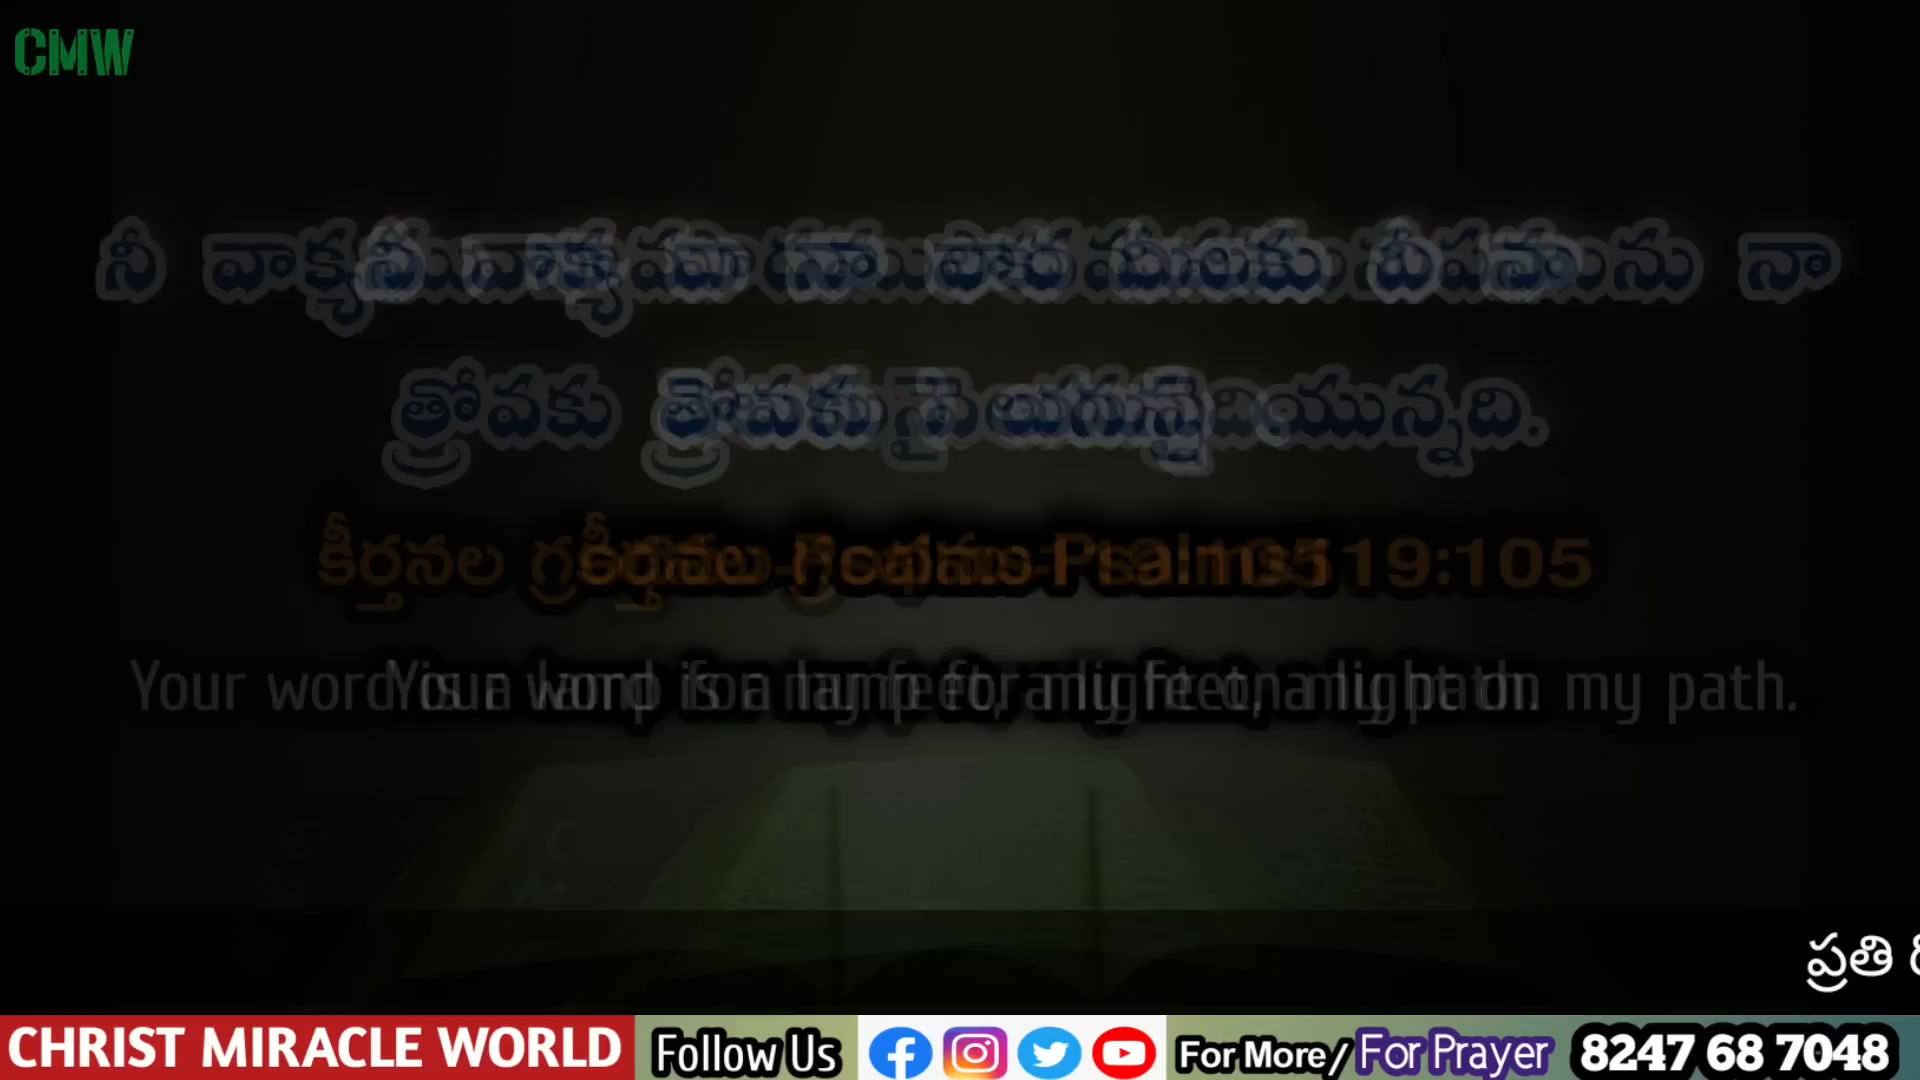 CMW
నీ వాక్యము నా పాదములకు దీపమును నా
త్రోవకు వెలుగునై యున్నది.
కీర్తనల గ్రంథము Psalms 119:105
Your word is a lamp for my feet, a light on my path.
ప్రతి
CHRIST MIRACLE WORLD Follow Us For More/ For Prayer 8247 68 7048